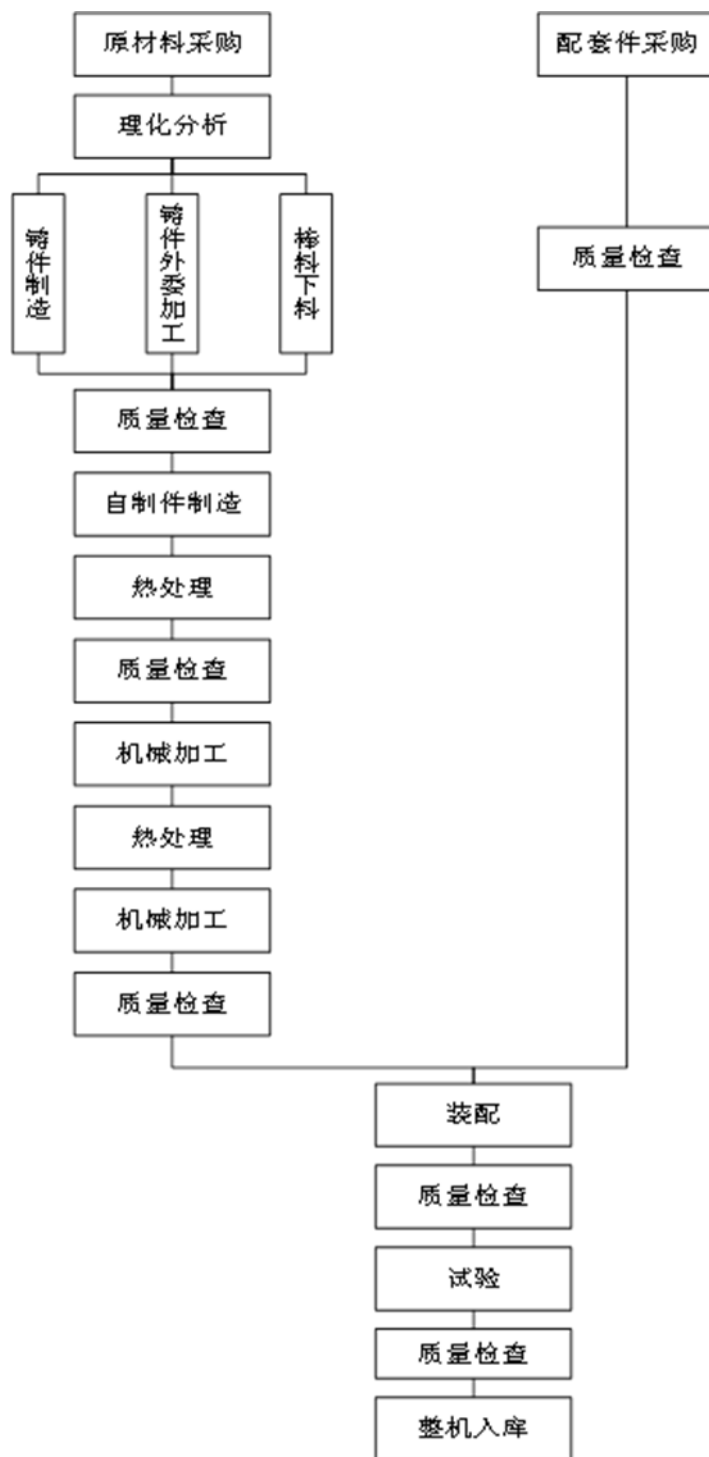 原材料采购
配套件采购
理化分析
铸件制造
铸件外委加工
棒料下料
质量检查
质量检查
自制件制造
热处理
质量检查
机械加工
热处理
机械加工
质量检查
装配
质量检查
试验
质量检查
整机入库